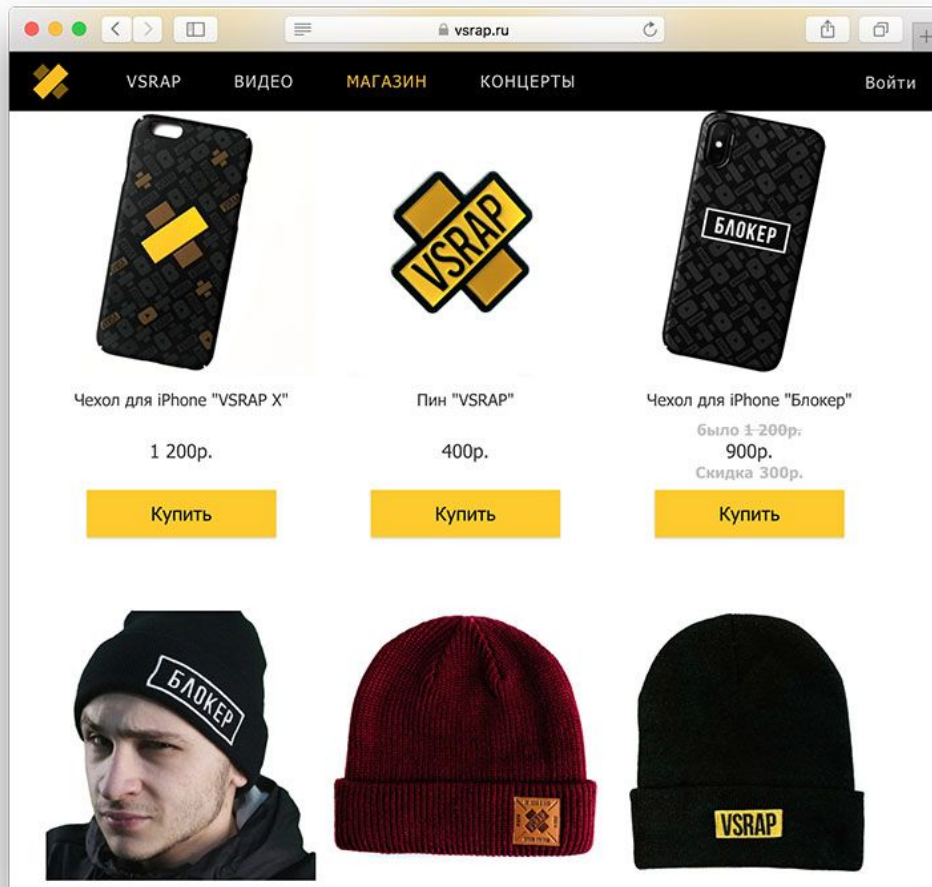 vsrap.ru
VSRAP ВИДЕО МАГАЗИН КОНЦЕРТЫ Войти
VSRAP
БЛОКЕР
Чехол для iPhone "VSRAP X" Пин "VSRAP" Чехол для iPhone "Блокер"
было 1 200р.
1 200р. 400р. 900р.
Скидка 300р.
Купить Купить Купить
БЛОКЕР
VSRAP